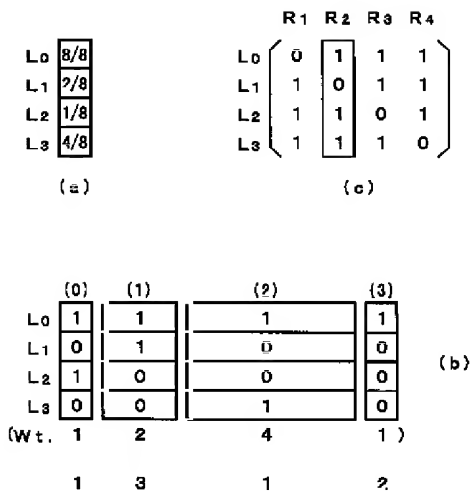 R1 R2 R3 R4
L0 8/8 L0 0 1 1 1
L1 2/8 L1 1 0 1 1
L2 1/8 L2 1 1 0 1
L3 4/8 L3 1 1 1 0
(a) (c)
(0) (1) (2) (3)
L0 1 1 1 1
L1 0 1 0 0 (b)
L2 1 0 0 0
L3 0 0 1 0
(Wt. 1 2 4 1 )
1 3 1 2